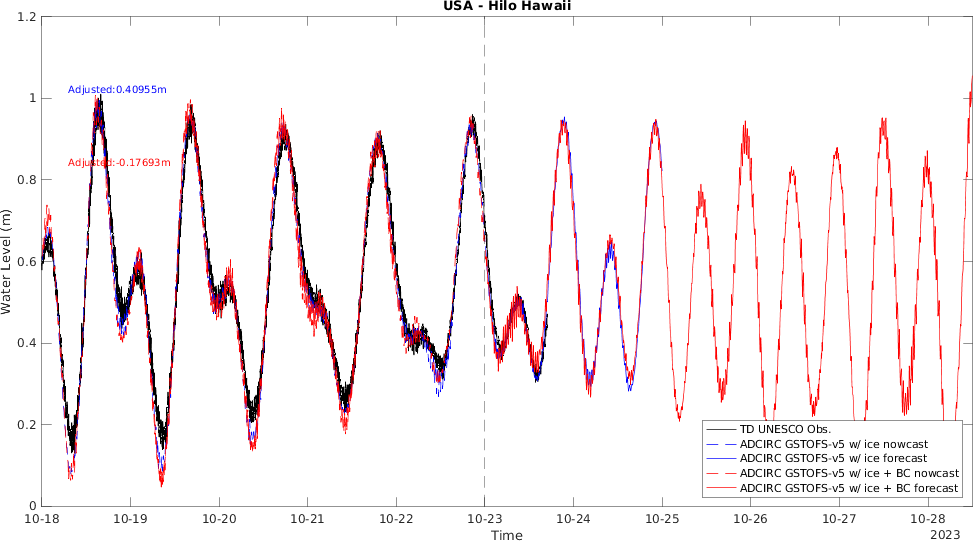 USA - Hilo Hawaii
1.2
1
0.8
0.6
0.4
0.2
0
Water Level (m)
Adjusted:0.40955m
Adjusted:-0.17693m
TD UNESCO Obs.
ADCIRC GSTOFS-v5 w/ ice nowcast
ADCIRC GSTOFS-v5 w/ ice forecast
ADCIRC GSTOFS-v5 w/ ice + BC nowcast
ADCIRC GSTOFS-v5 w/ ice + BC forecast
10-18 10-19 10-20 10-21 10-22 10-23 10-24 10-25 10-26 10-27 10-28
Time
2023